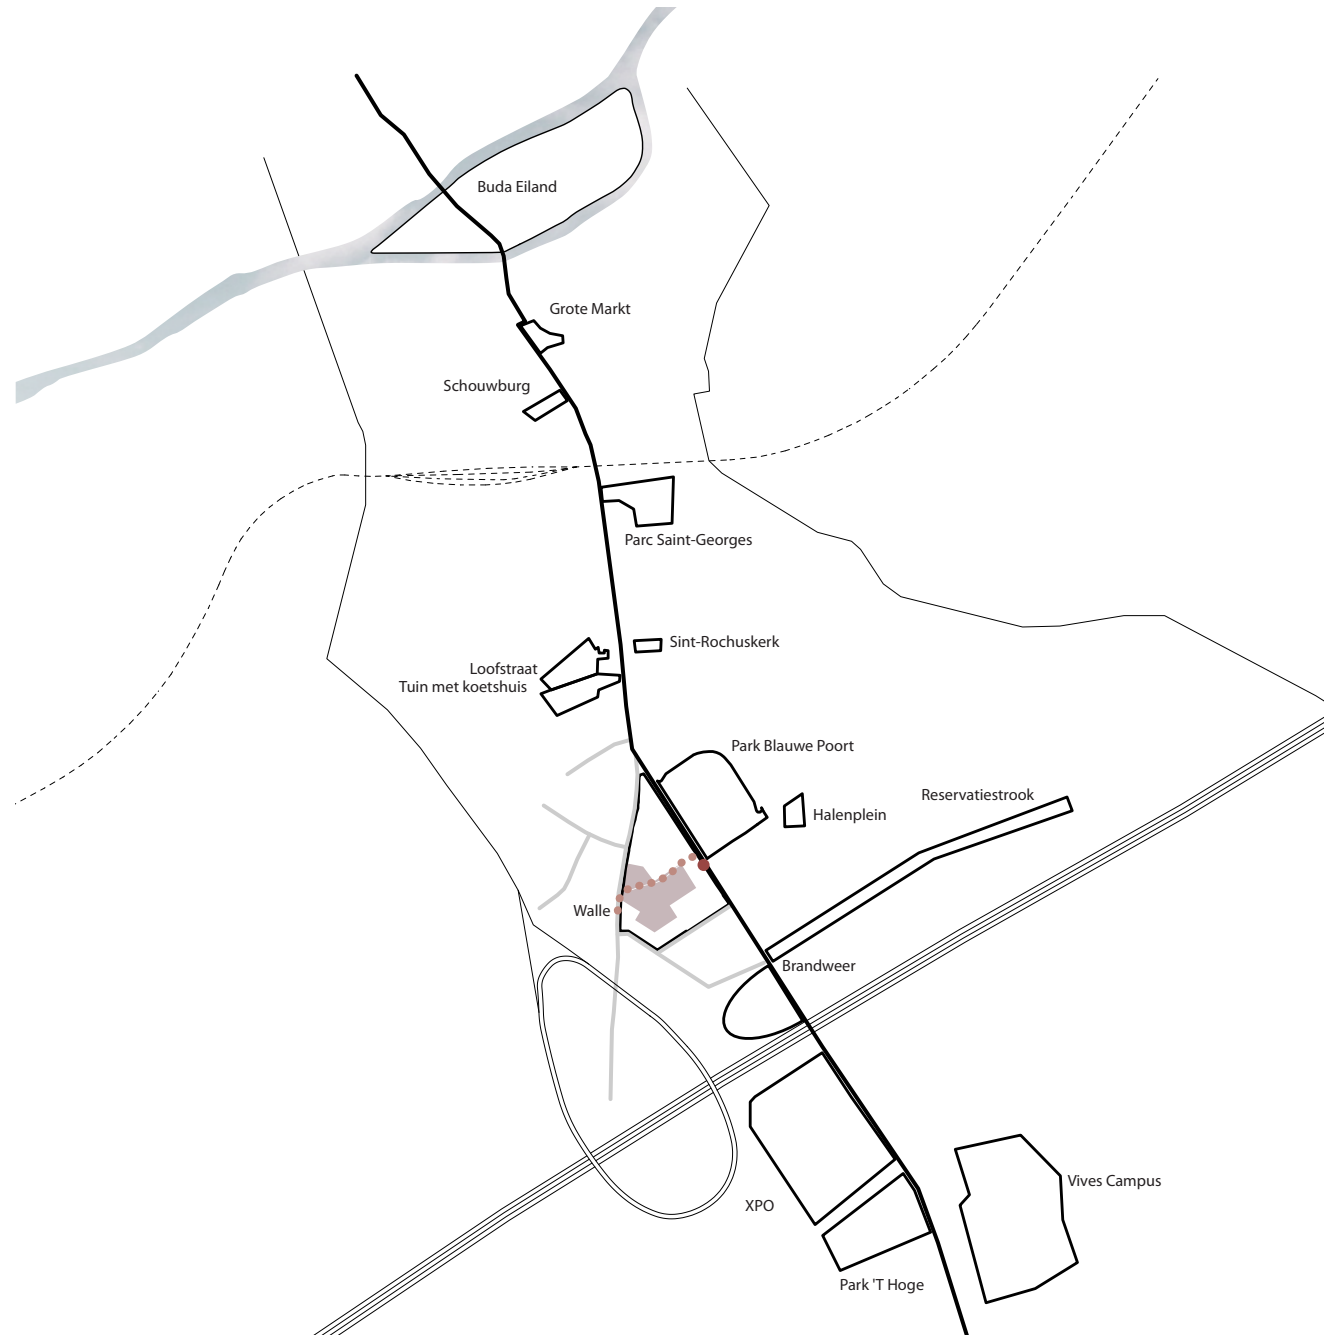 Buda Eiland
Grote Markt
Schouwburg
Parc Saint-Georges
Sint-Rochuskerk
Loofstraat
Tuin met koetshuis
Park Blauwe Poort
Reservatiestrook
Halenplein
Walle
Brandweer
Vives Campus
XPO
Park 'T Hoge